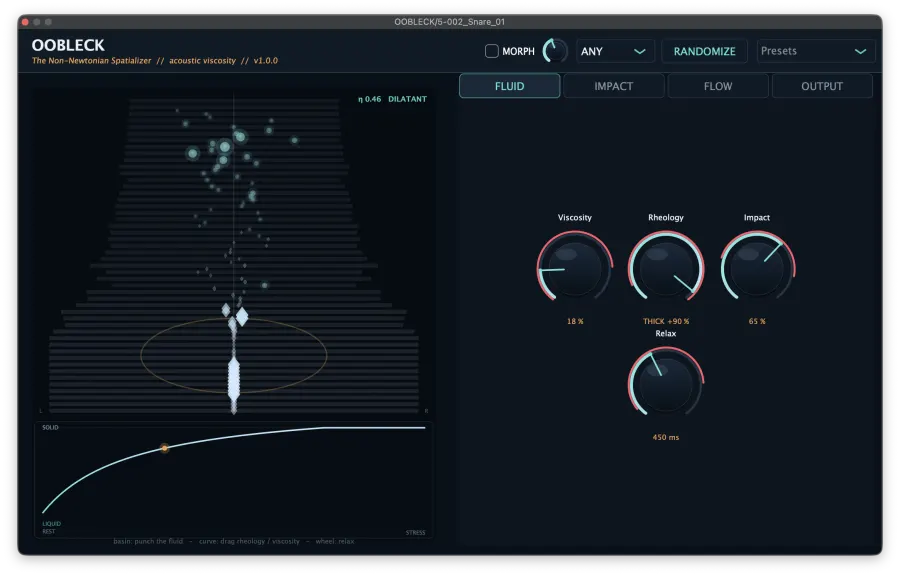 OOBLECK/5-002_Snare_01
OOBLECK
The Non-Newtonian Spatializer // acoustic viscosity // v1.0.0
MORPH
ANY
RANDOMIZE
Presets
FLUID
IMPACT
FLOW
OUTPUT
η 0.46 DILATANT
L
R
SOLID
LIQUID
REST
STRESS
basin: punch the fluid – curve: drag rheology / viscosity – wheel: relax
Viscosity
Rheology
Impact
18 %
THICK +90 %
65 %
Relax
450 ms